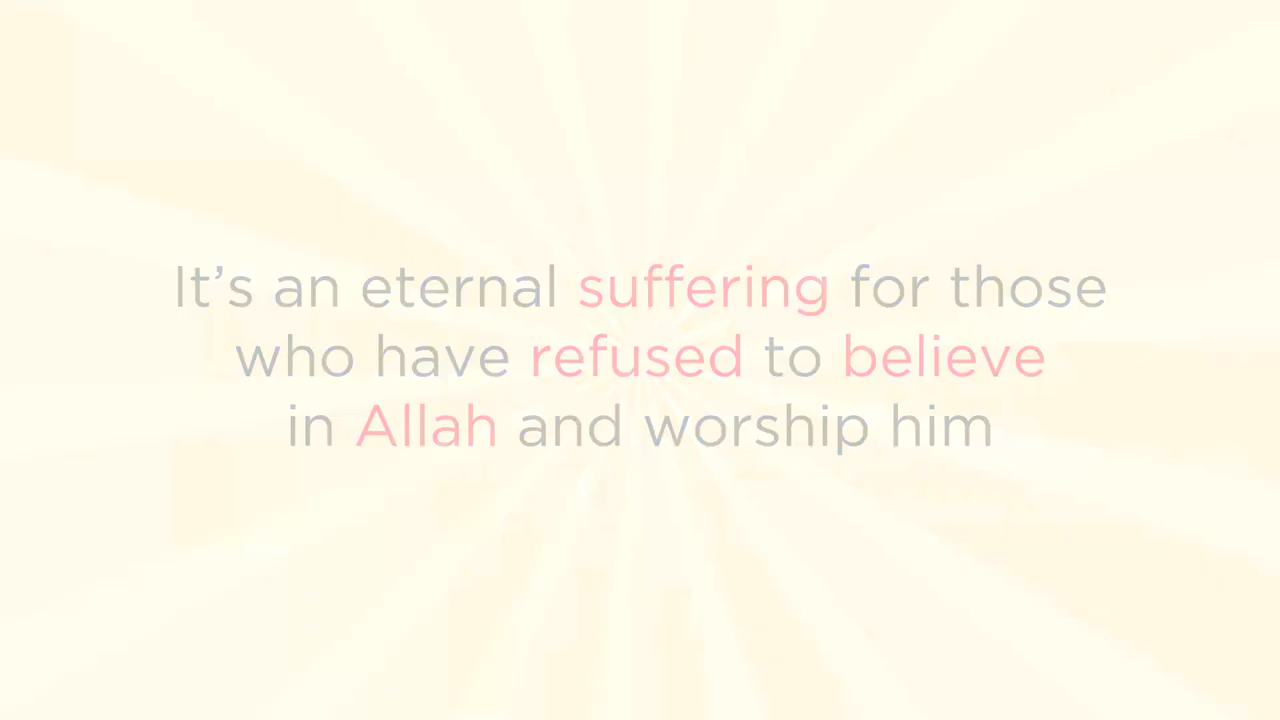 It’s an eternal suffering for those
who have refused to believe
in Allah and worship him